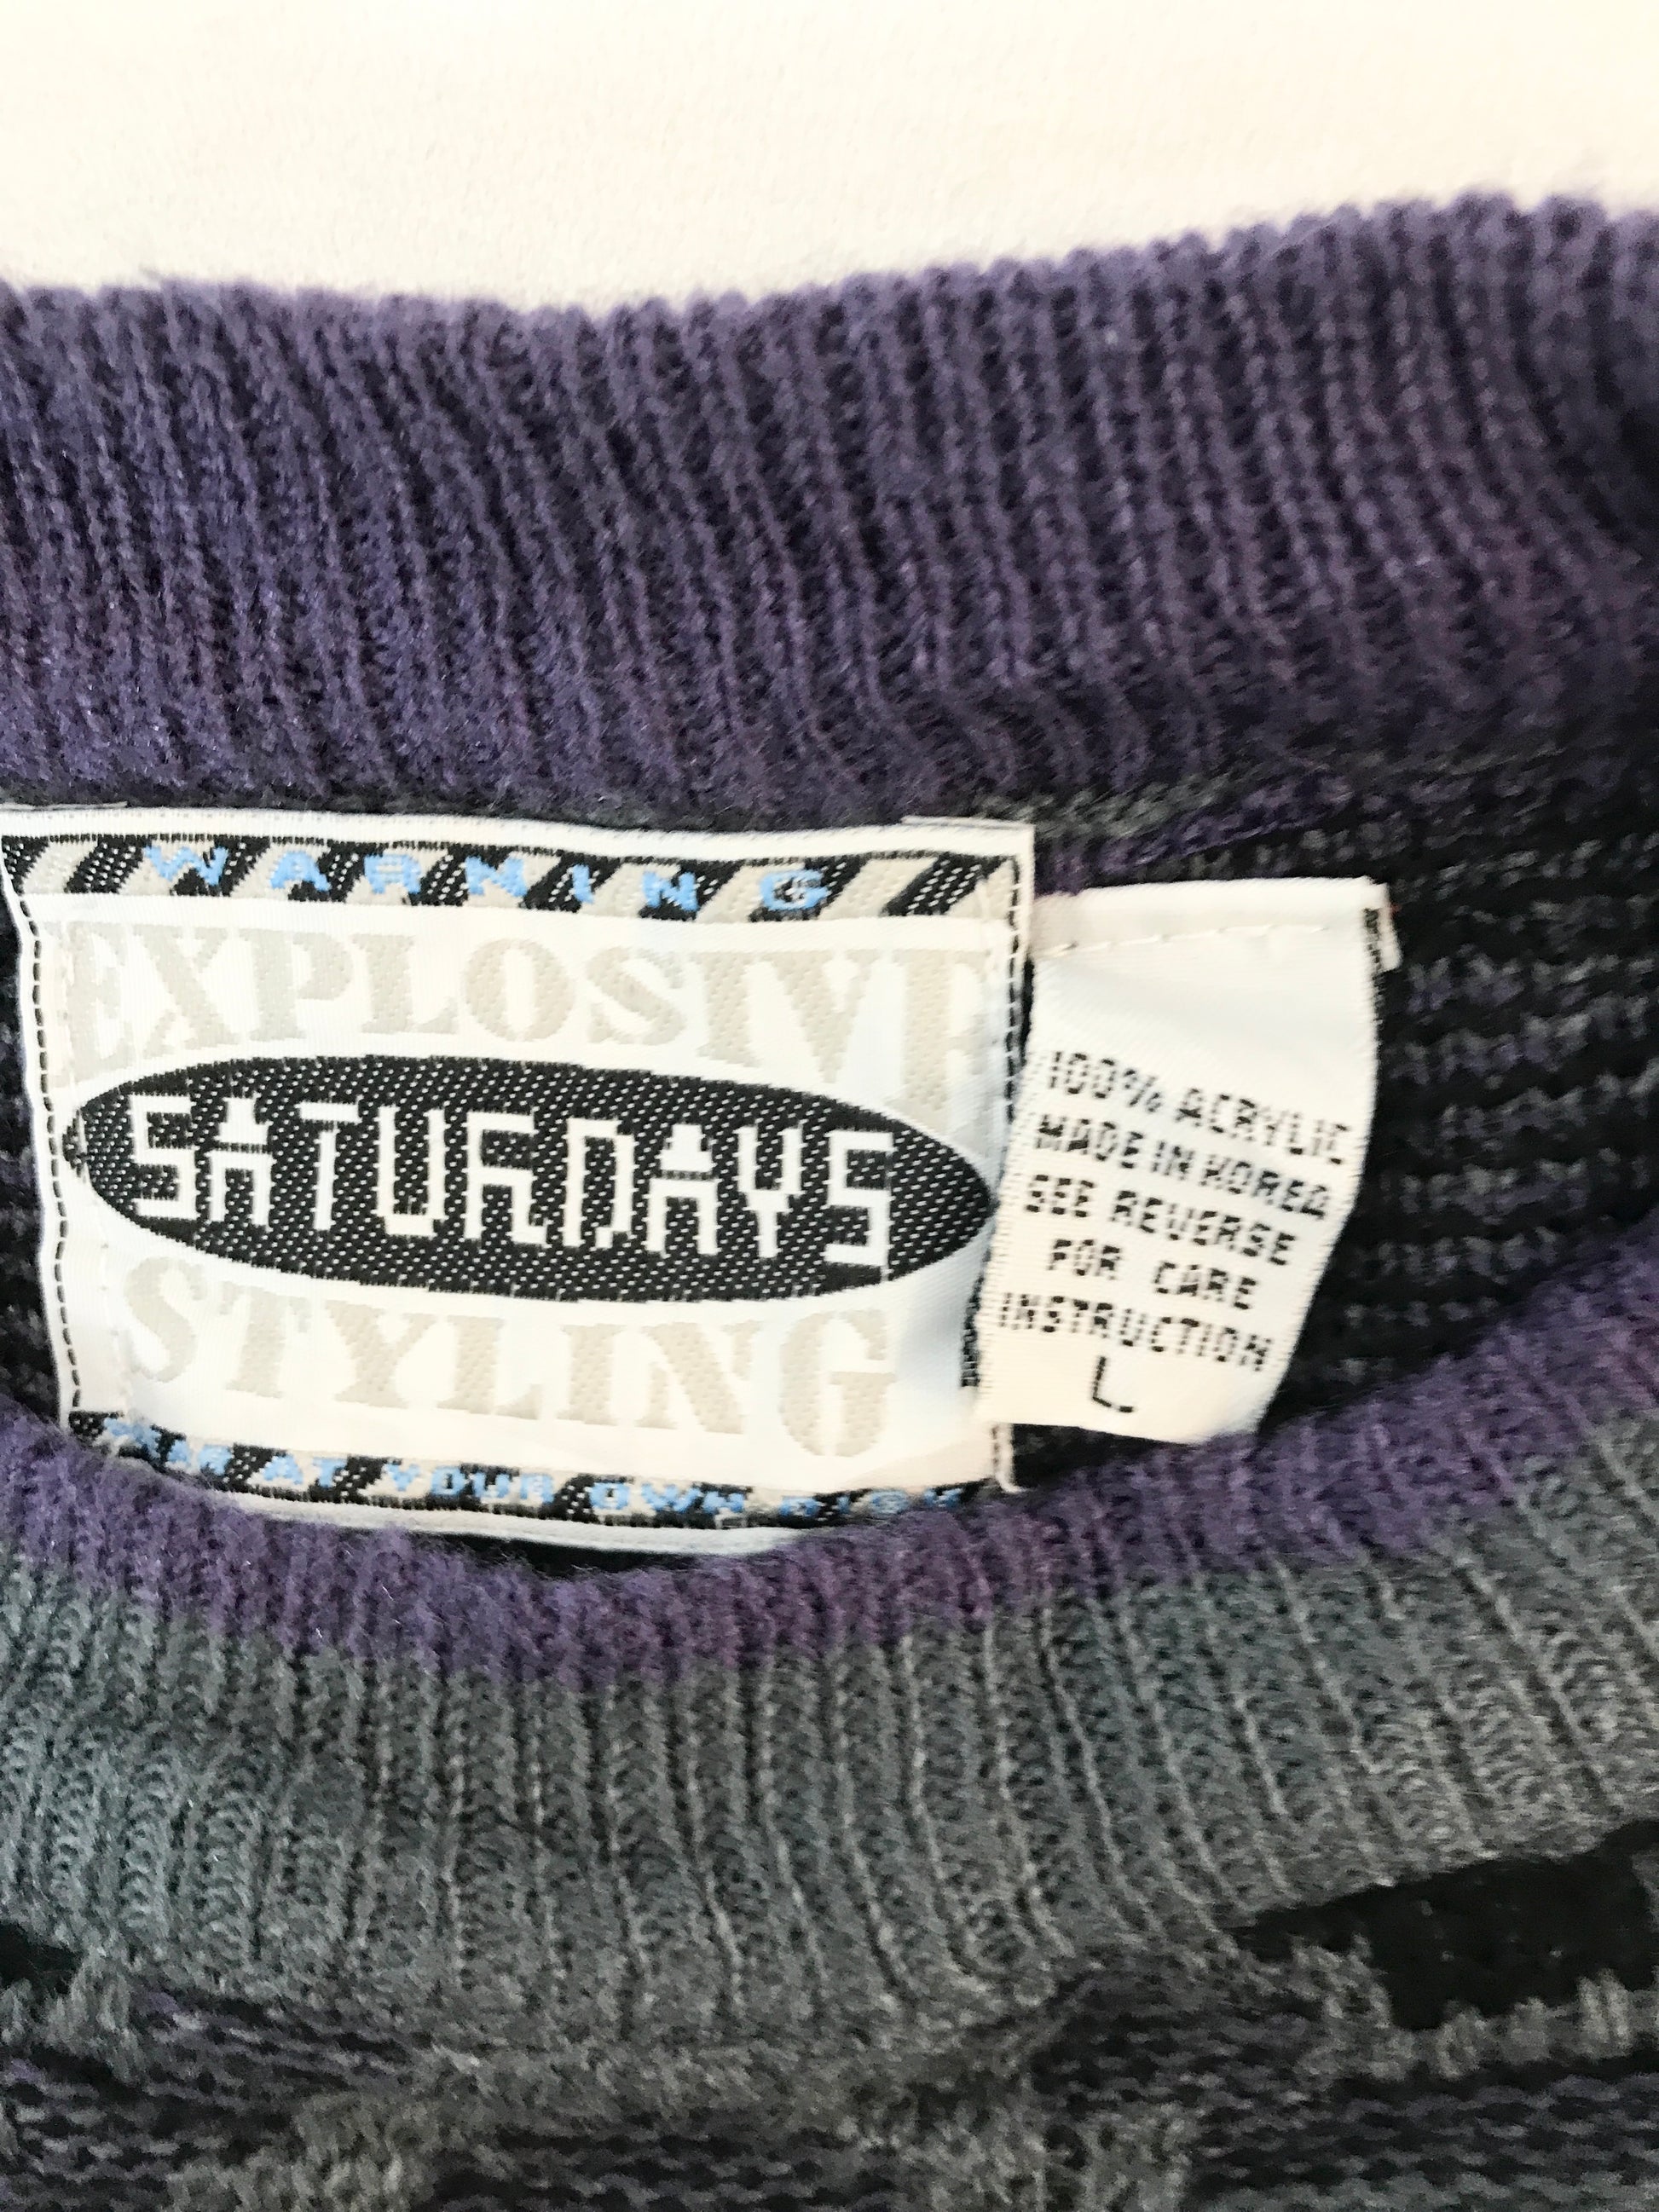 WARNING
EXPLOSIVE
SATURDAYS
STYLING
WEAR AT YOUR OWN RISK
100% ACRYLIC
MADE IN KOREA
SEE REVERSE
FOR CARE
INSTRUCTION
L.